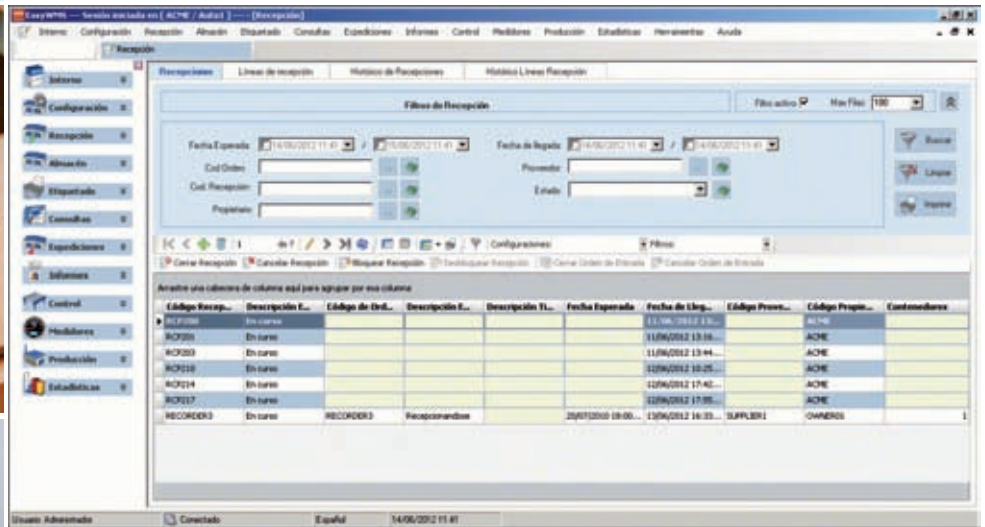 EasyWMS --- Sesión iniciada en [ ACME / Autoct ] ---- [Recepción]
Interno Configuración Recepción Almacén Etiquetado Consultas Expediciones Informes Control Medidores Producción Estadísticas Herramientas Ayuda
Recepción
Interno
Configuración
Recepción
Almacén
Etiquetado
Consultas
Expediciones
Informes
Control
Medidores
Producción
Estadísticas
Recepciones Líneas de recepción Histórico de Recepciones Histórico Líneas Recepción
Filtros de Recepción Filtro activo Max Filas 100
Fecha Esperada 14/06/2012 11:41 / 15/06/2012 11:41 Fecha de llegada 14/06/2012 11:41 / 15/06/2012 11:41
Cod Orden Proveedor
Cod. Recepción Estado
Propietario
Buscar
Limpiar
Imprimir
1 de 7 Configuraciones: Filtros:
Cerrar Recepción Cancelar Recepción Bloquear Recepción Desbloquear Recepción Cerrar Orden de Entrada Cancelar Orden de Entrada
Arrastre una cabecera de columna aquí para agrupar por esa columna
Código Recep... Descripción E... Código de Ord... Descripción E... Descripción Ti... Fecha Esperada Fecha de Lleg... Código Prove... Código Propie... Contenedores
RCP200 En curso 11/06/2012 13:... ACME
RCP201 En curso 11/06/2012 13:16... ACME
RCP203 En curso 11/06/2012 13:44... ACME
RCP210 En curso 12/06/2012 10:25... ACME
RCP214 En curso 12/06/2012 17:42... ACME
RCP217 En curso 12/06/2012 17:55... ACME
RECORDER3 En curso RECORDER3 Recepcionandose 20/07/2010 18:00... 13/06/2012 16:33... SUPPLIER1 OWNER01 1
Usuario Administrador Conectado Español 14/06/2012 11:41